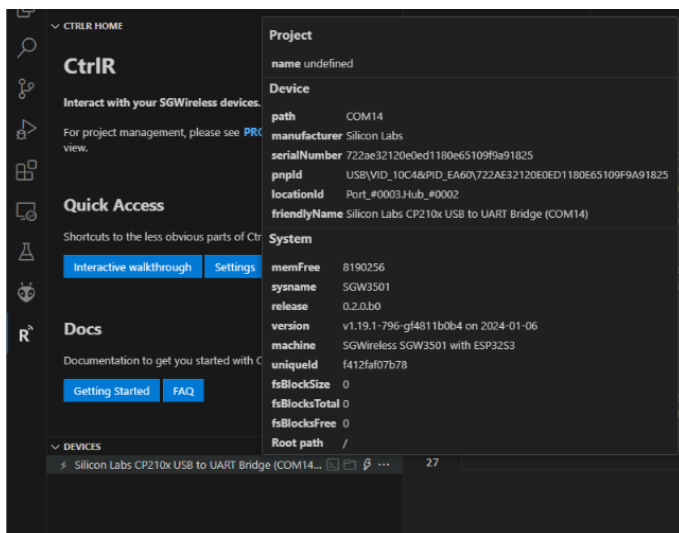 CTRLR HOME
CtrlR
Interact with your SGWireless devices.
For project management, please see PRO
view.
Quick Access
Shortcuts to the less obvious parts of Ctr
Interactive walkthrough
Settings
Docs
Documentation to get you started with C
Getting Started
FAQ
R
DEVICES
Silicon Labs CP210x USB to UART Bridge (COM14...
Project
name undefined
Device
path COM14
manufacturer Silicon Labs
serialNumber 722ae32120e0ed1180e65109f9a91825
pnpId USB\VID_10C4&PID_EA60\722AE32120E0ED1180E65109F9A91825
locationId Port_#0003.Hub_#0002
friendlyName Silicon Labs CP210x USB to UART Bridge (COM14)
System
memFree 8190256
sysname SGW3501
release 0.2.0.b0
version v1.19.1-796-gf4811b0b4 on 2024-01-06
machine SGWireless SGW3501 with ESP32S3
uniqueId f412faf07b78
fsBlockSize 0
fsBlocksTotal 0
fsBlocksFree 0
Root path /
27